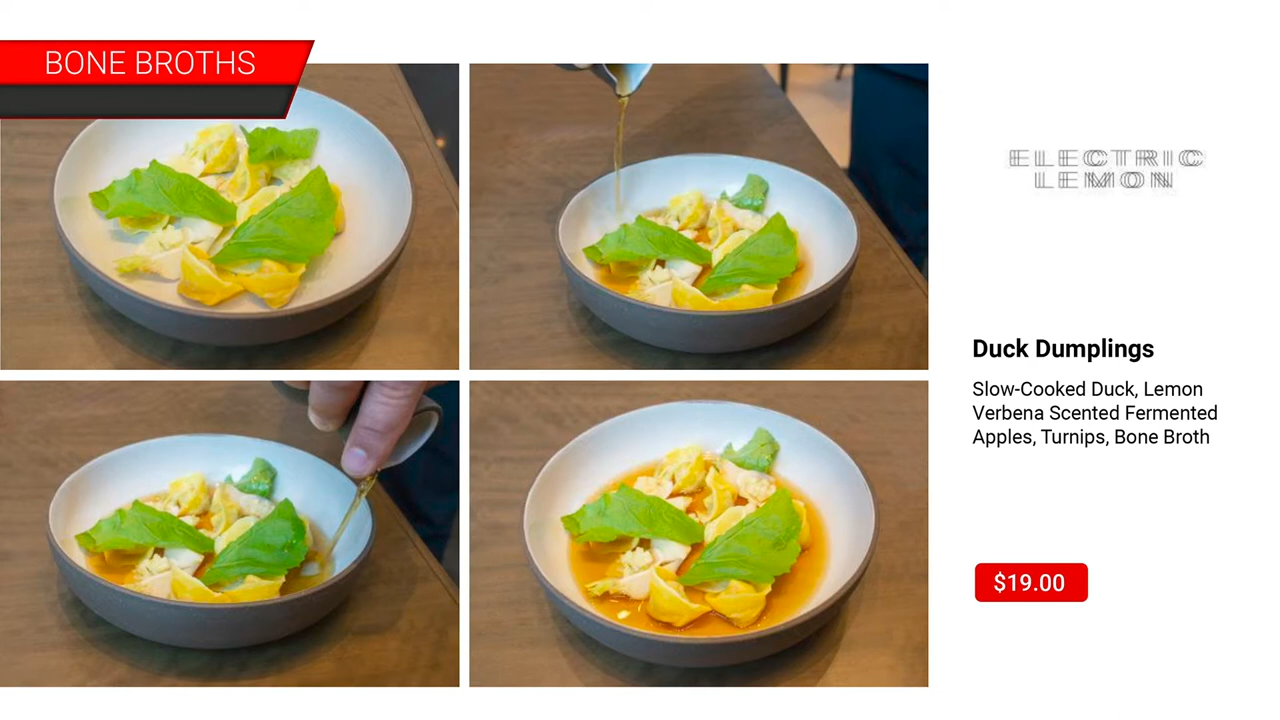 BONE BROTHS
ELECTRIC
LEMON
Duck Dumplings
Slow-Cooked Duck, Lemon
Verbena Scented Fermented
Apples, Turnips, Bone Broth
$19.00